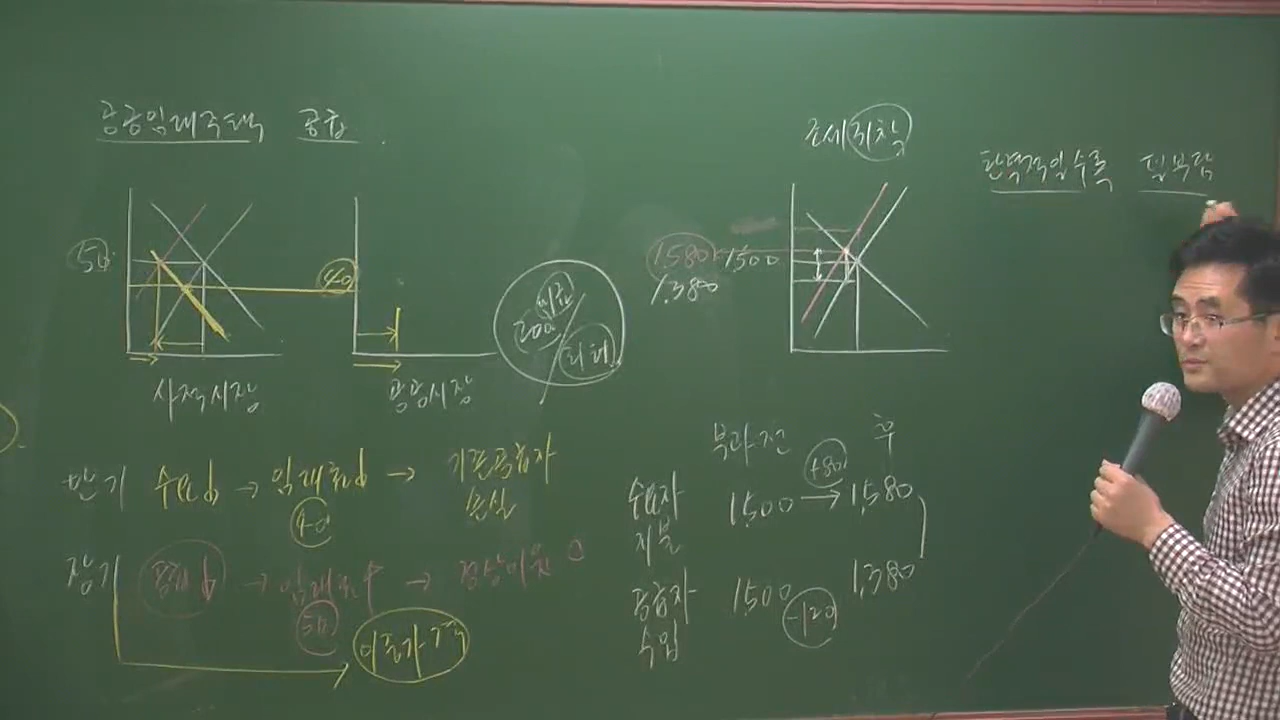 공공임대주택 공급
50
40
사적시장
공공시장
200
단기 수요↓ → 임대료↓ → 기존공급자
손실
40
장기 공급↓ → 임대료↑ → 정상이윤 0
50
이중가격
조세귀착
1,580 1,500
1,380
탄력적일수록 덜부담
부과전 후
수요자 1,500 → 1,580
+80
지불
공급자 1,500 1,380
-120
수입